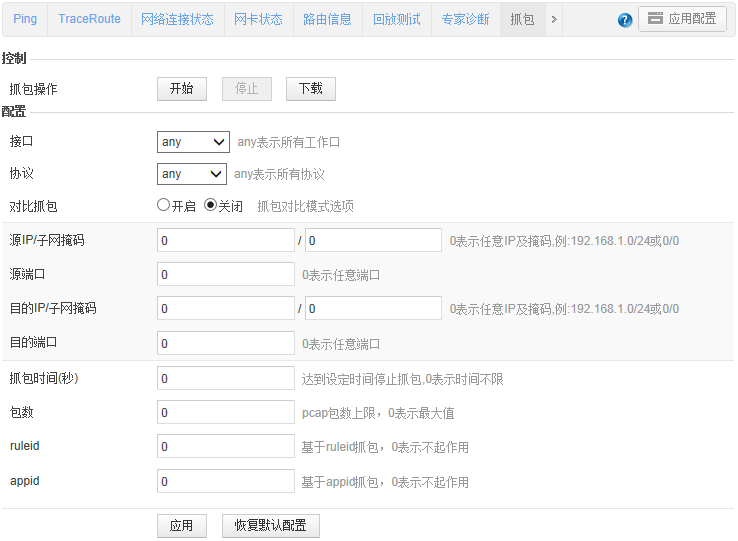 Ping TraceRoute 网络连接状态 网卡状态 路由信息 回放测试 专家诊断 抓包 > ? 应用配置
控制
抓包操作 开始 停止 下载
配置
接口 any any表示所有工作口
协议 any any表示所有协议
对比抓包 开启 关闭 抓包对比模式选项
源IP/子网掩码 0 / 0 0表示任意IP及掩码,例:192.168.1.0/24或0/0
源端口 0 0表示任意端口
目的IP/子网掩码 0 / 0 0表示任意IP及掩码,例:192.168.1.0/24或0/0
目的端口 0 0表示任意端口
抓包时间(秒) 0 达到设定时间停止抓包,0表示时间不限
包数 0 pcap包数上限，0表示最大值
ruleid 0 基于ruleid抓包，0表示不起作用
appid 0 基于appid抓包，0表示不起作用
应用 恢复默认配置